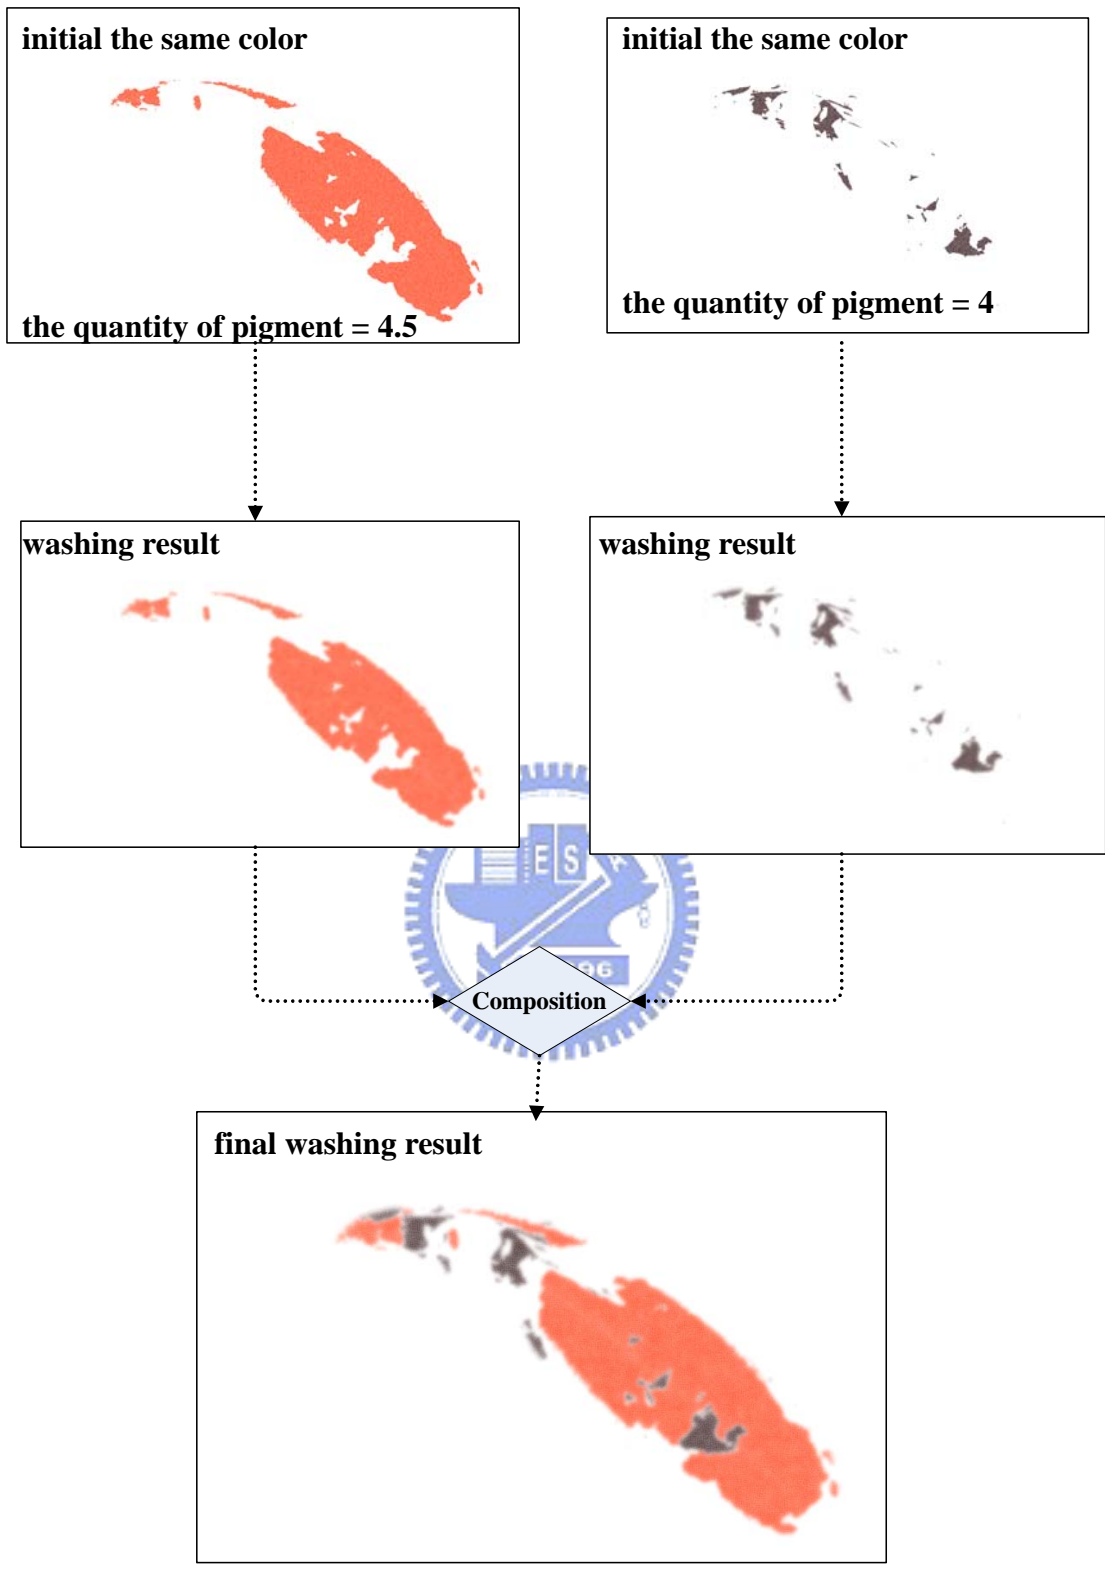 initial the same color
the quantity of pigment = 4.5
initial the same color
the quantity of pigment = 4
washing result
washing result
E S
96
Composition
final washing result